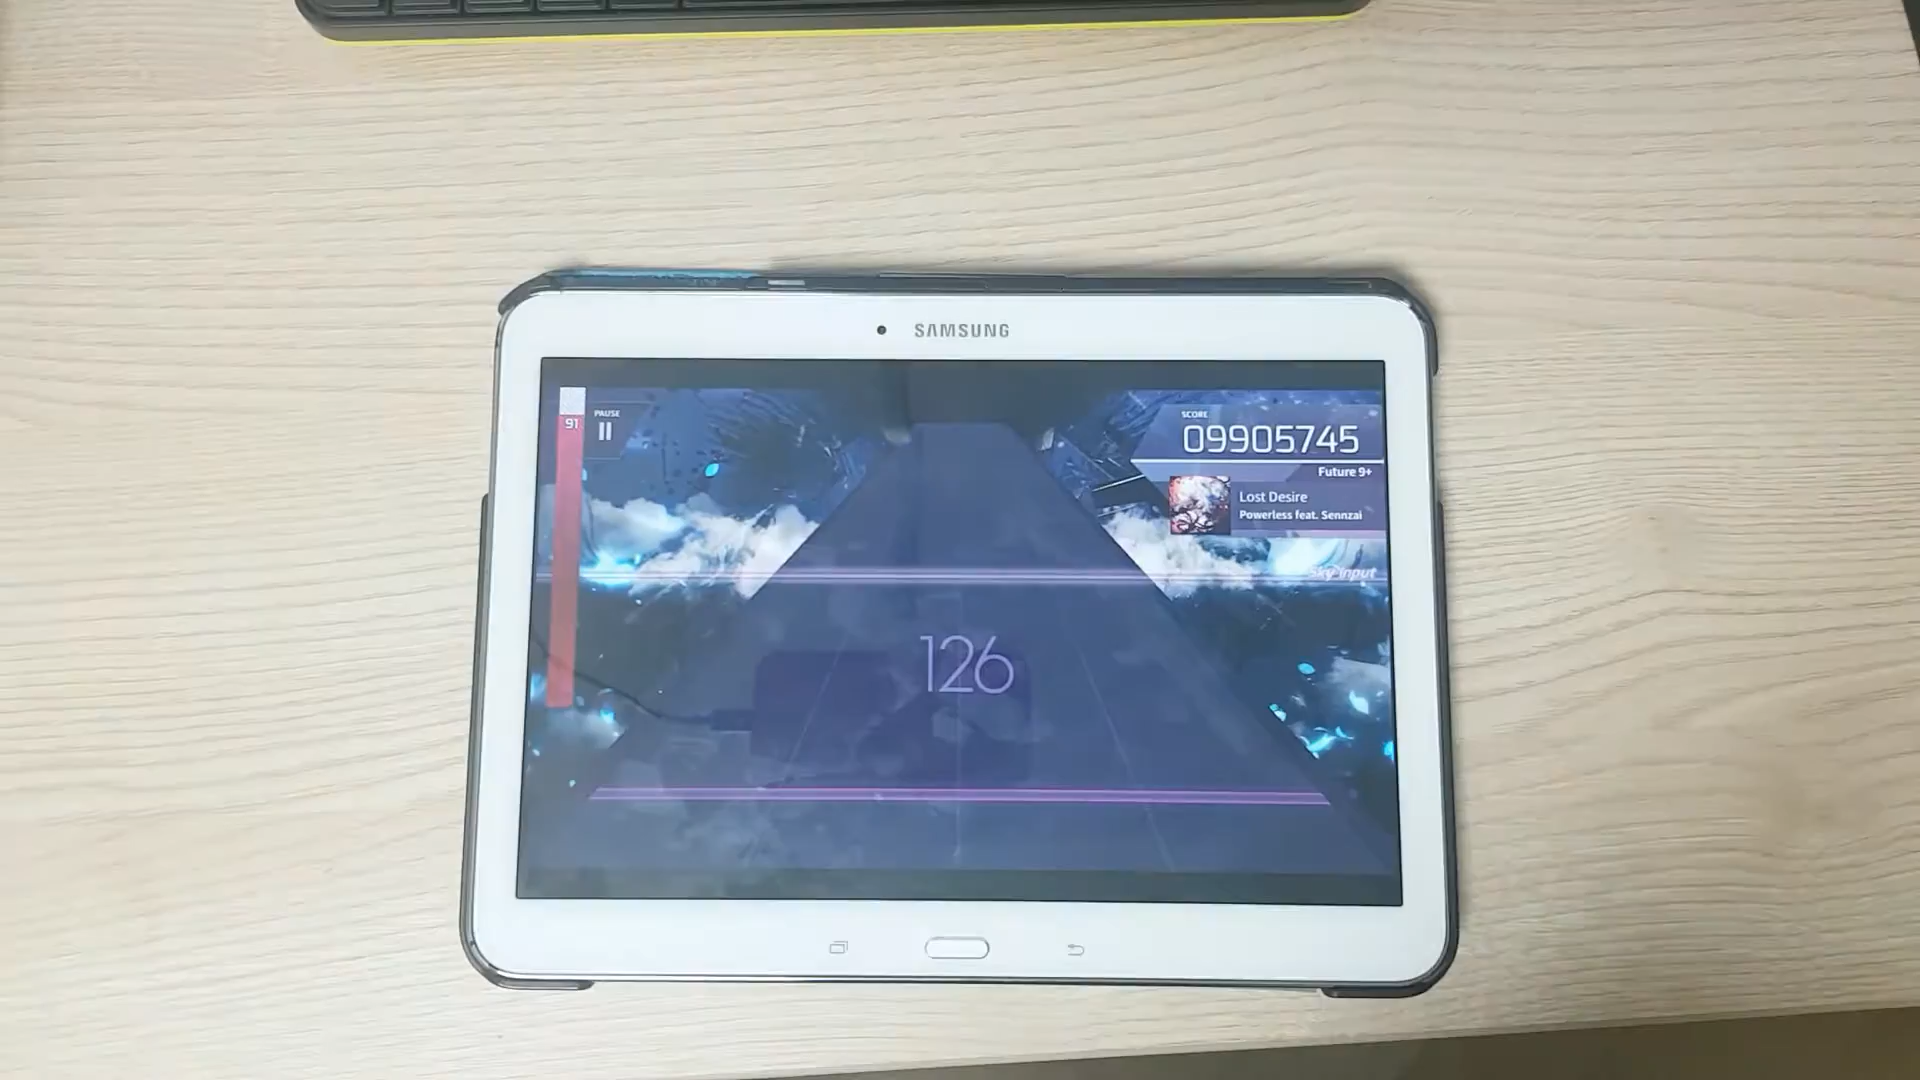 SAMSUNG
91
PAUSE
SCORE
09905745
Future 9+
Lost Desire
Powerless feat. Sennzai
Sky Input
126